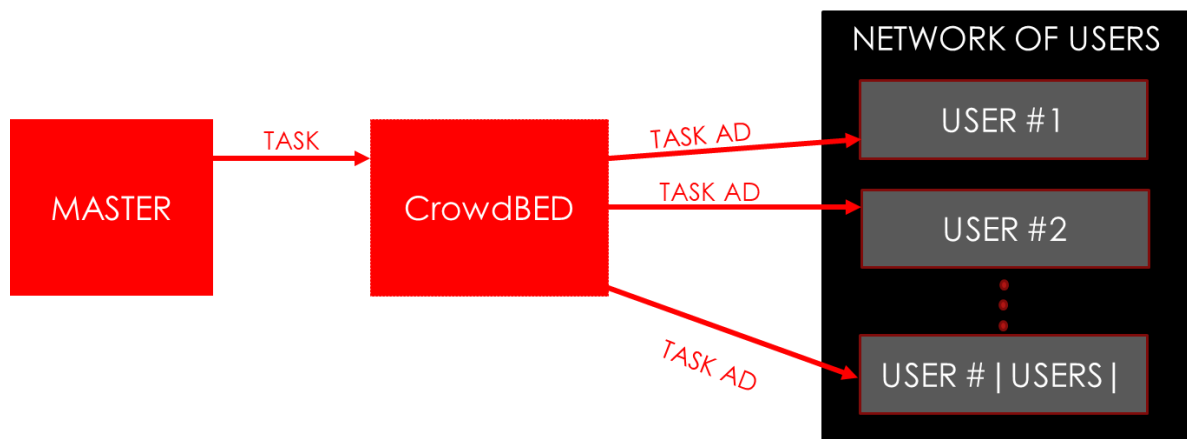 NETWORK OF USERS
MASTER
TASK
CrowdBED
TASK AD
USER #1
TASK AD
USER #2
TASK AD
USER # | USERS |